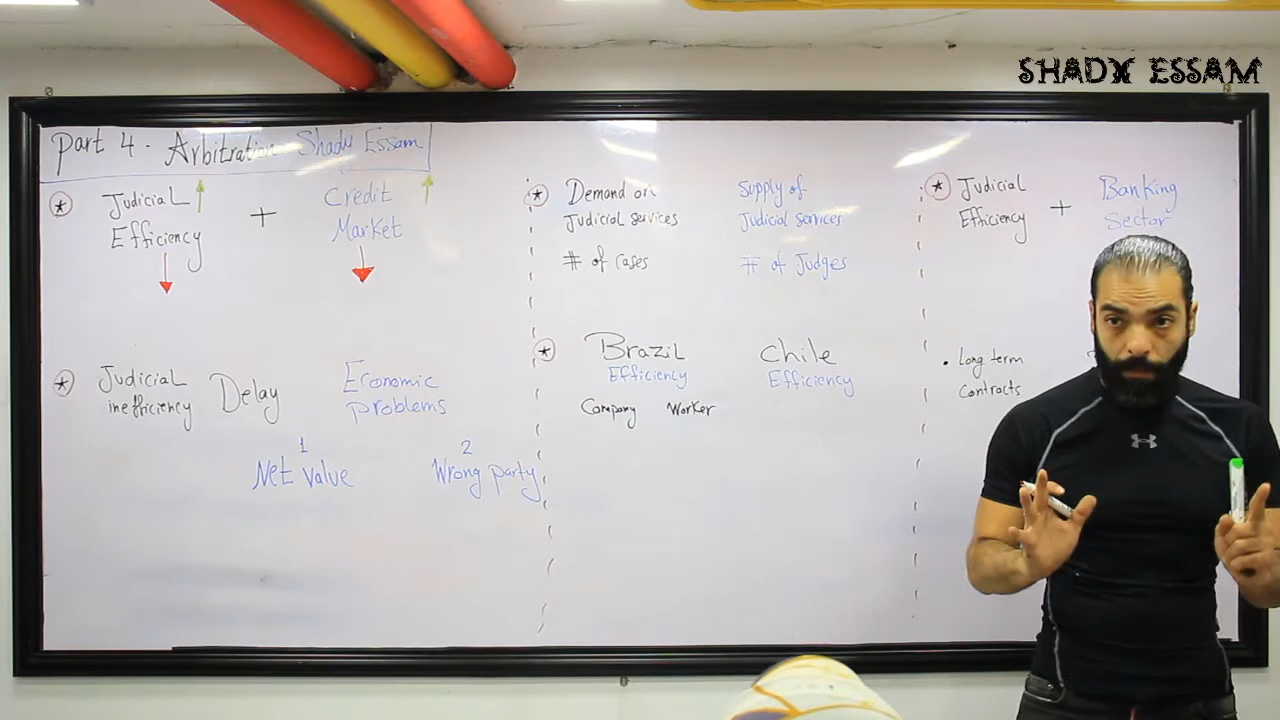 SHADY ESSAM
Part 4 - Arbitration Shady Essam
Judicial
Efficiency
+
Credit
Market
Judicial
inefficiency
Delay
Economic
problems
1
Net Value
2
Wrong party
Demand on
Judicial services
# of Cases
Supply of
Judicial services
# of Judges
Brazil
Efficiency
Company Worker
Chile
Efficiency
Judicial
Efficiency
+
Banking
Sector
• Long term
Contracts